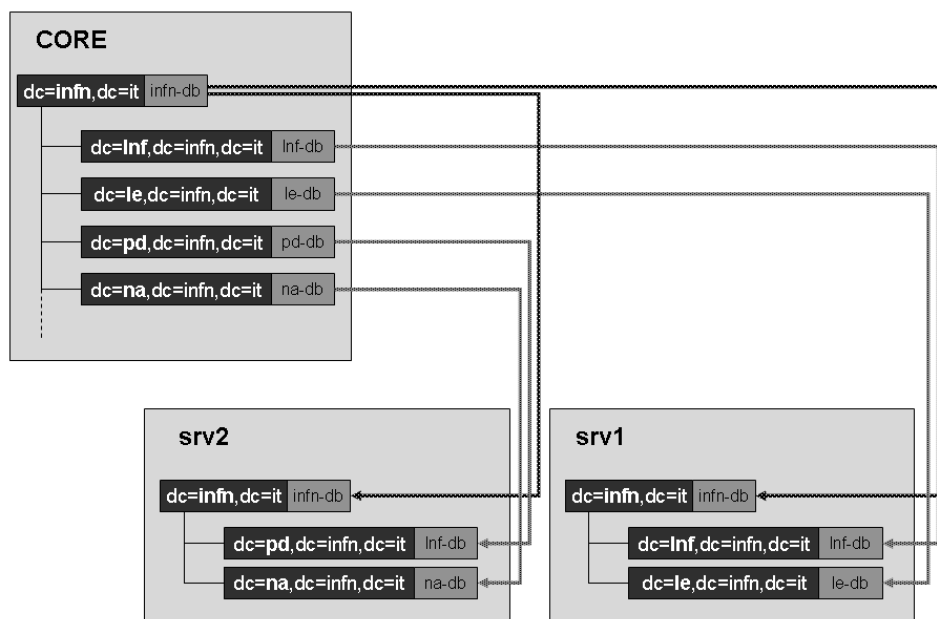 CORE
dc=infn,dc=it infn-db
dc=lnf,dc=infn,dc=it lnf-db
dc=le,dc=infn,dc=it le-db
dc=pd,dc=infn,dc=it pd-db
dc=na,dc=infn,dc=it na-db
srv2
dc=infn,dc=it infn-db
dc=pd,dc=infn,dc=it lnf-db
dc=na,dc=infn,dc=it na-db
srv1
dc=infn,dc=it infn-db
dc=lnf,dc=infn,dc=it lnf-db
dc=le,dc=infn,dc=it le-db